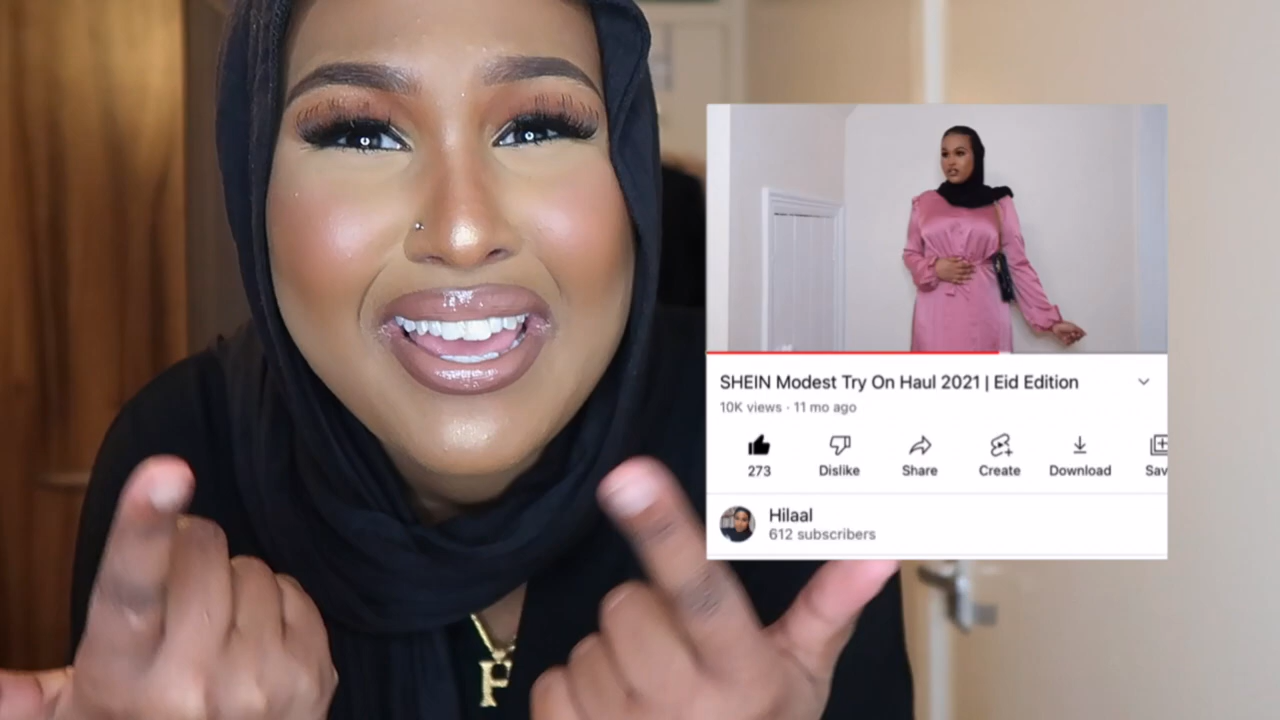 SHEIN Modest Try On Haul 2021 | Eid Edition
10K views · 11 mo ago
273 Dislike Share Create Download Sav
Hilaal
612 subscribers